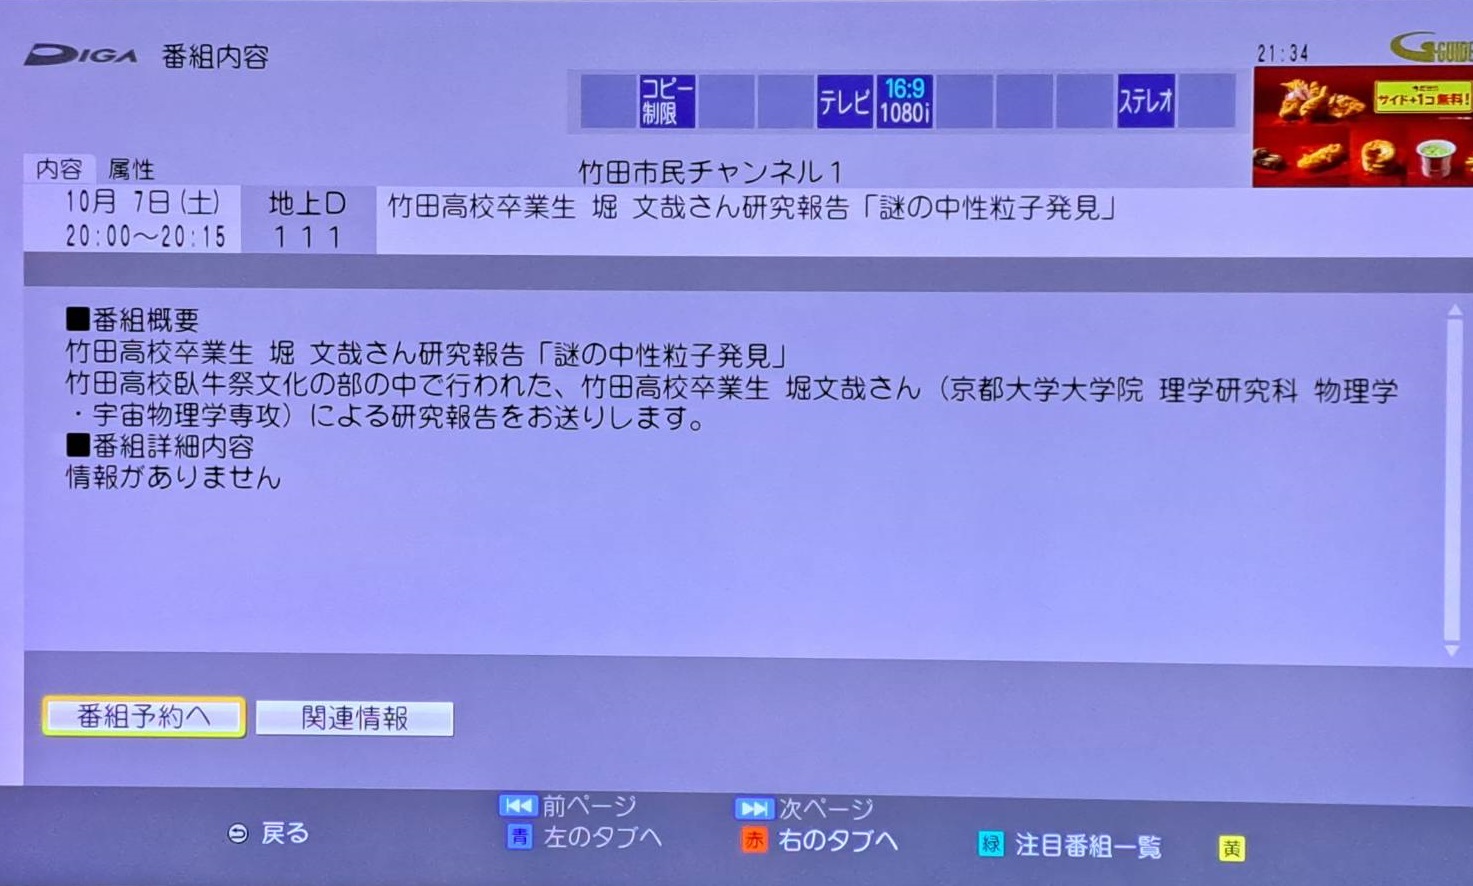 DIGA 番組内容
21:34
G-GUIDE
コピー制限 テレビ 16:9 1080i ステレオ
サイド+1コ無料!
内容 属性 竹田市民チャンネル1
10月 7日(土) 地上D 竹田高校卒業生 堀 文哉さん研究報告「謎の中性粒子発見」
20:00〜20:15 111
■番組概要
竹田高校卒業生 堀 文哉さん研究報告「謎の中性粒子発見」
竹田高校臥牛祭文化の部の中で行われた、竹田高校卒業生 堀文哉さん(京都大学大学院 理学研究科 物理学
・宇宙物理学専攻)による研究報告をお送りします。
■番組詳細内容
情報がありません
番組予約へ 関連情報
前ページ 次ページ
戻る 青 左のタブへ 赤 右のタブへ 緑 注目番組一覧 黄